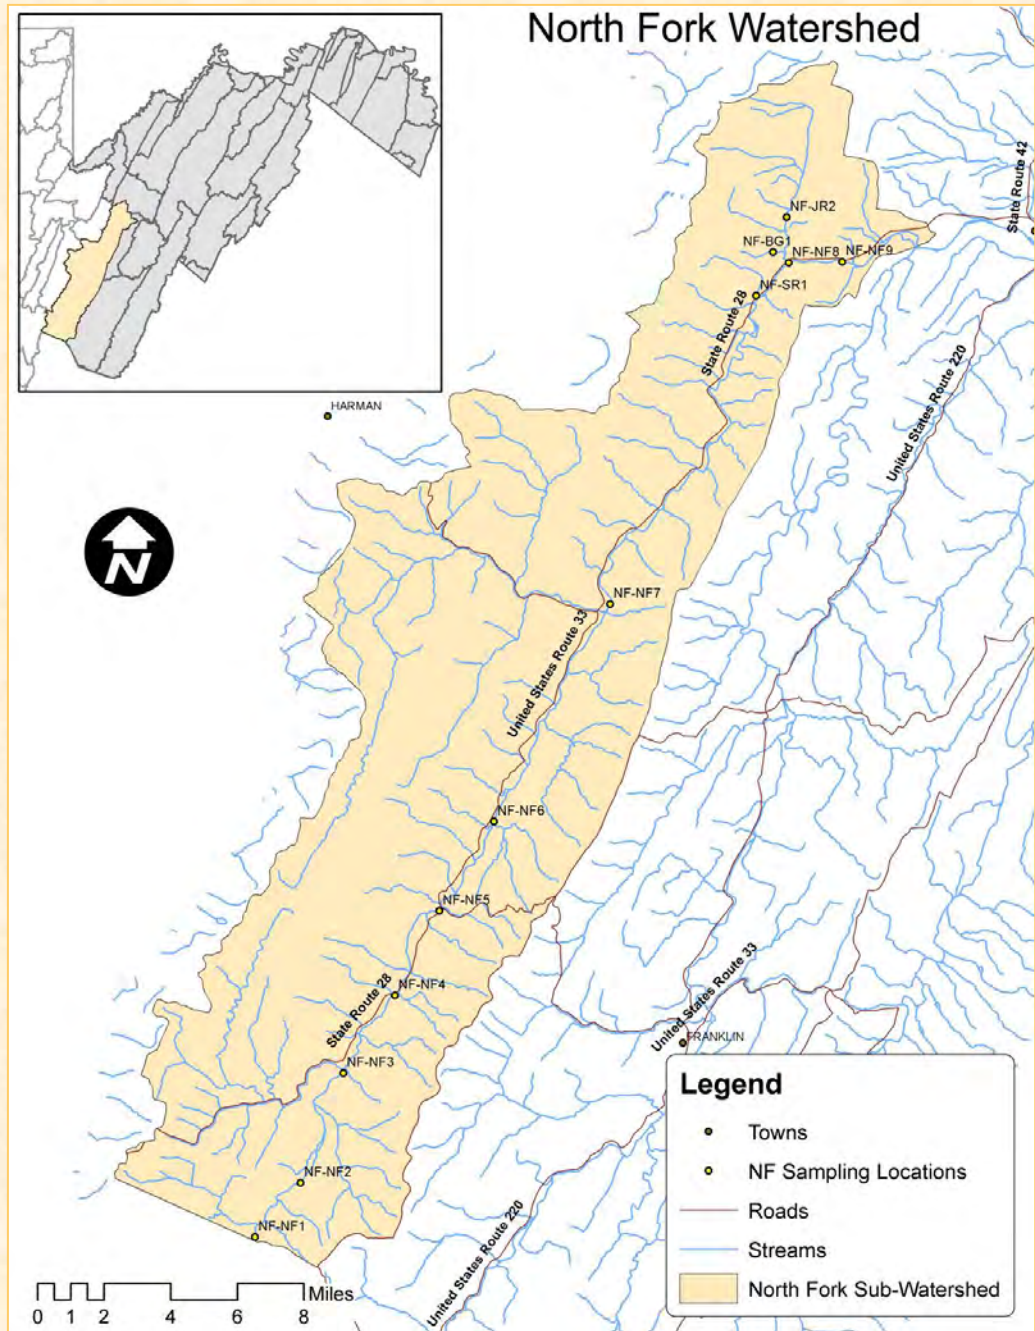 North Fork Watershed
State Route 42
NF-JR2
NF-BG1
NF-NF8
NF-NF9
NF-SR1
State Route 28
United States Route 220
HARMAN
N
NF-NF7
United States Route 33
NF-NF6
NF-NF5
NF-NF4
State Route 28
United States Route 33
FRANKLIN
NF-NF3
Legend
Towns
NF Sampling Locations
Roads
Streams
North Fork Sub-Watershed
NF-NF2
NF-NF1
United States Route 220
Miles
0 1 2 4 6 8